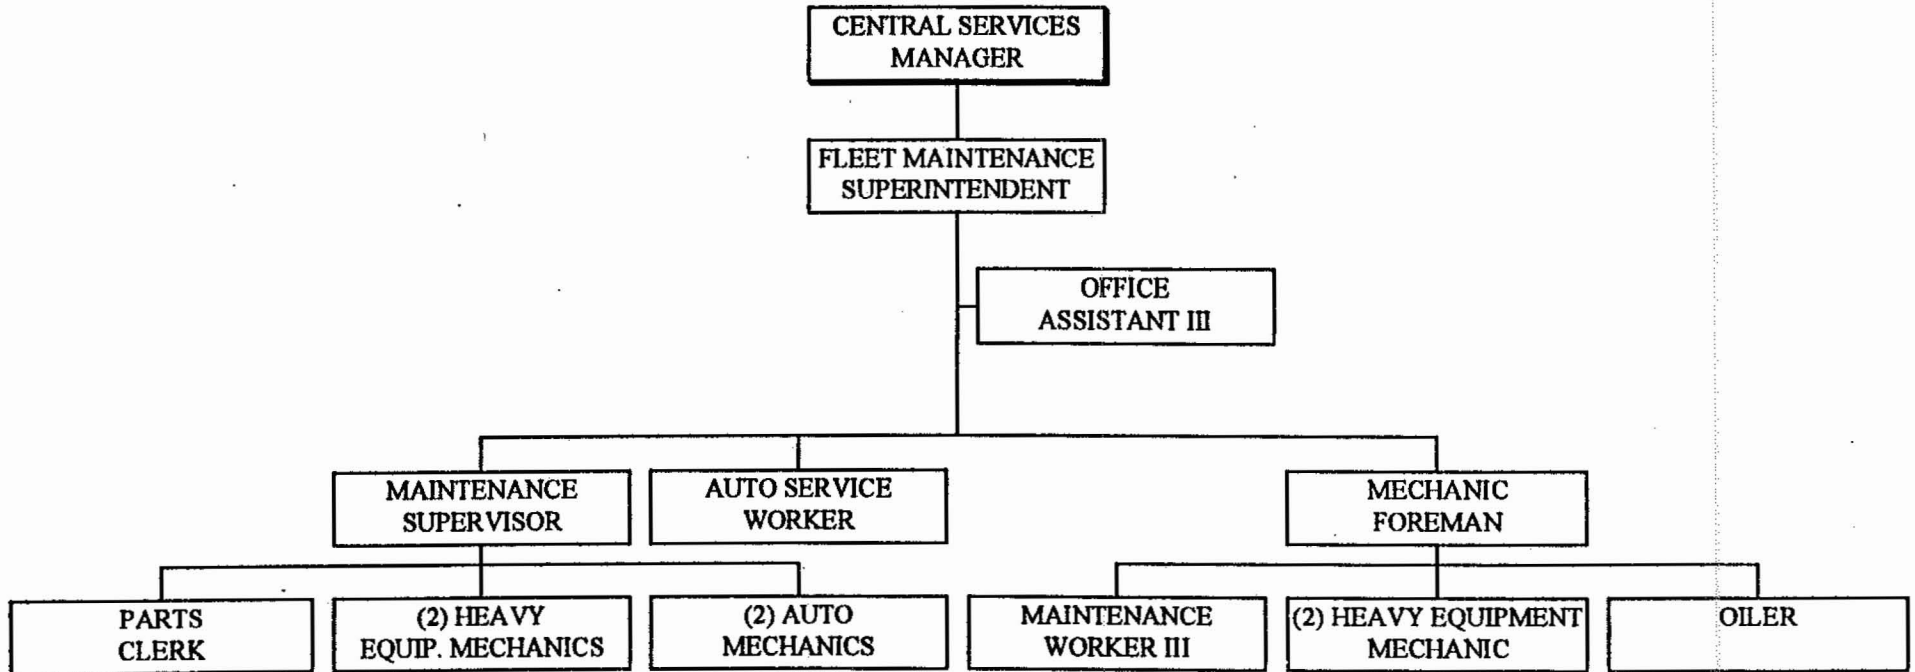 CENTRAL SERVICES
MANAGER
FLEET MAINTENANCE
SUPERINTENDENT
OFFICE
ASSISTANT III
MAINTENANCE
SUPERVISOR
AUTO SERVICE
WORKER
MECHANIC
FOREMAN
PARTS
CLERK
(2) HEAVY
EQUIP. MECHANICS
(2) AUTO
MECHANICS
MAINTENANCE
WORKER III
(2) HEAVY EQUIPMENT
MECHANIC
OILER